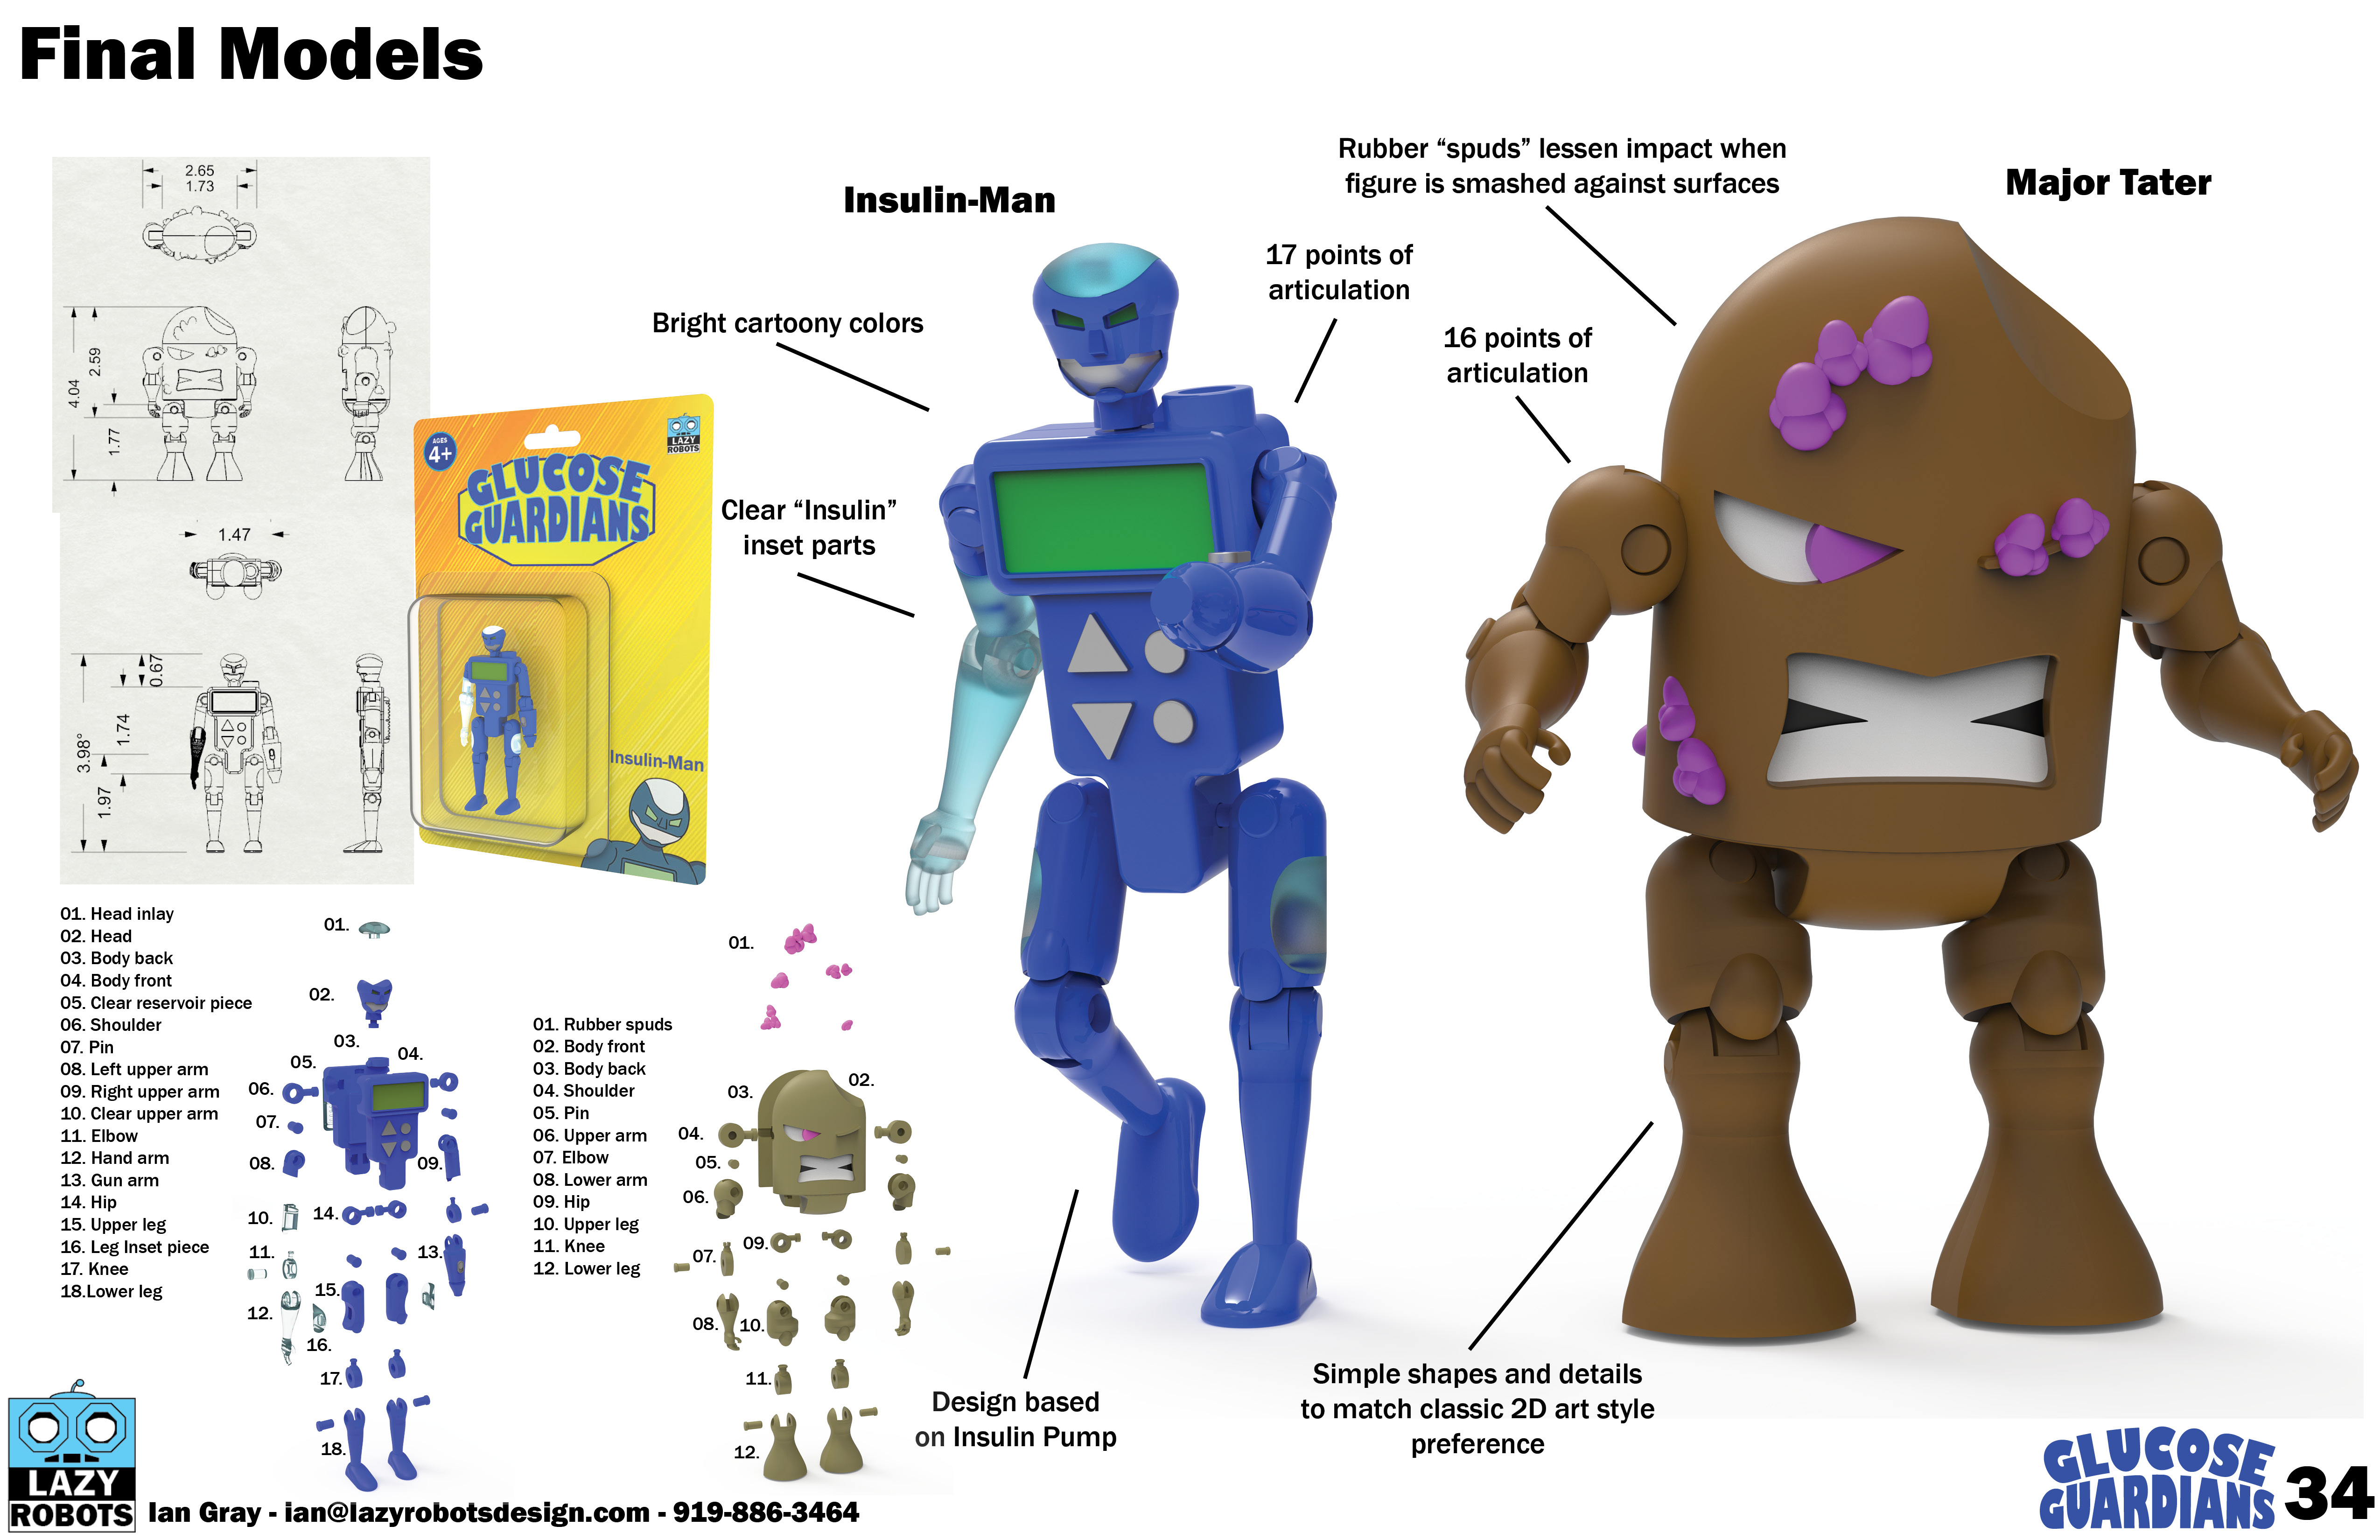 Final Models
2.65
1.73
4.04
2.59
1.77
1.47
0.67
1.74
3.98°
1.97
AGES
4+
LAZY
ROBOTS
GLUCOSE
GUARDIANS
Insulin-Man
Insulin-Man
Bright cartoony colors
Clear “Insulin”
inset parts
17 points of
articulation
Rubber “spuds” lessen impact when
figure is smashed against surfaces
16 points of
articulation
Major Tater
01. Head inlay
02. Head
03. Body back
04. Body front
05. Clear reservoir piece
06. Shoulder
07. Pin
08. Left upper arm
09. Right upper arm
10. Clear upper arm
11. Elbow
12. Hand arm
13. Gun arm
14. Hip
15. Upper leg
16. Leg Inset piece
17. Knee
18.Lower leg
01.
02.
03.
04.
05.
06.
07.
08.
09.
10.
14.
11.
13.
15.
12.
16.
17.
18.
01. Rubber spuds
02. Body front
03. Body back
04. Shoulder
05. Pin
06. Upper arm
07. Elbow
08. Lower arm
09. Hip
10. Upper leg
11. Knee
12. Lower leg
01.
02.
03.
04.
05.
06.
09.
07.
08.
10.
11.
12.
Design based
on Insulin Pump
Simple shapes and details
to match classic 2D art style
preference
LAZY
ROBOTS
Ian Gray - ian@lazyrobotsdesign.com - 919-886-3464
GLUCOSE
GUARDIANS
34